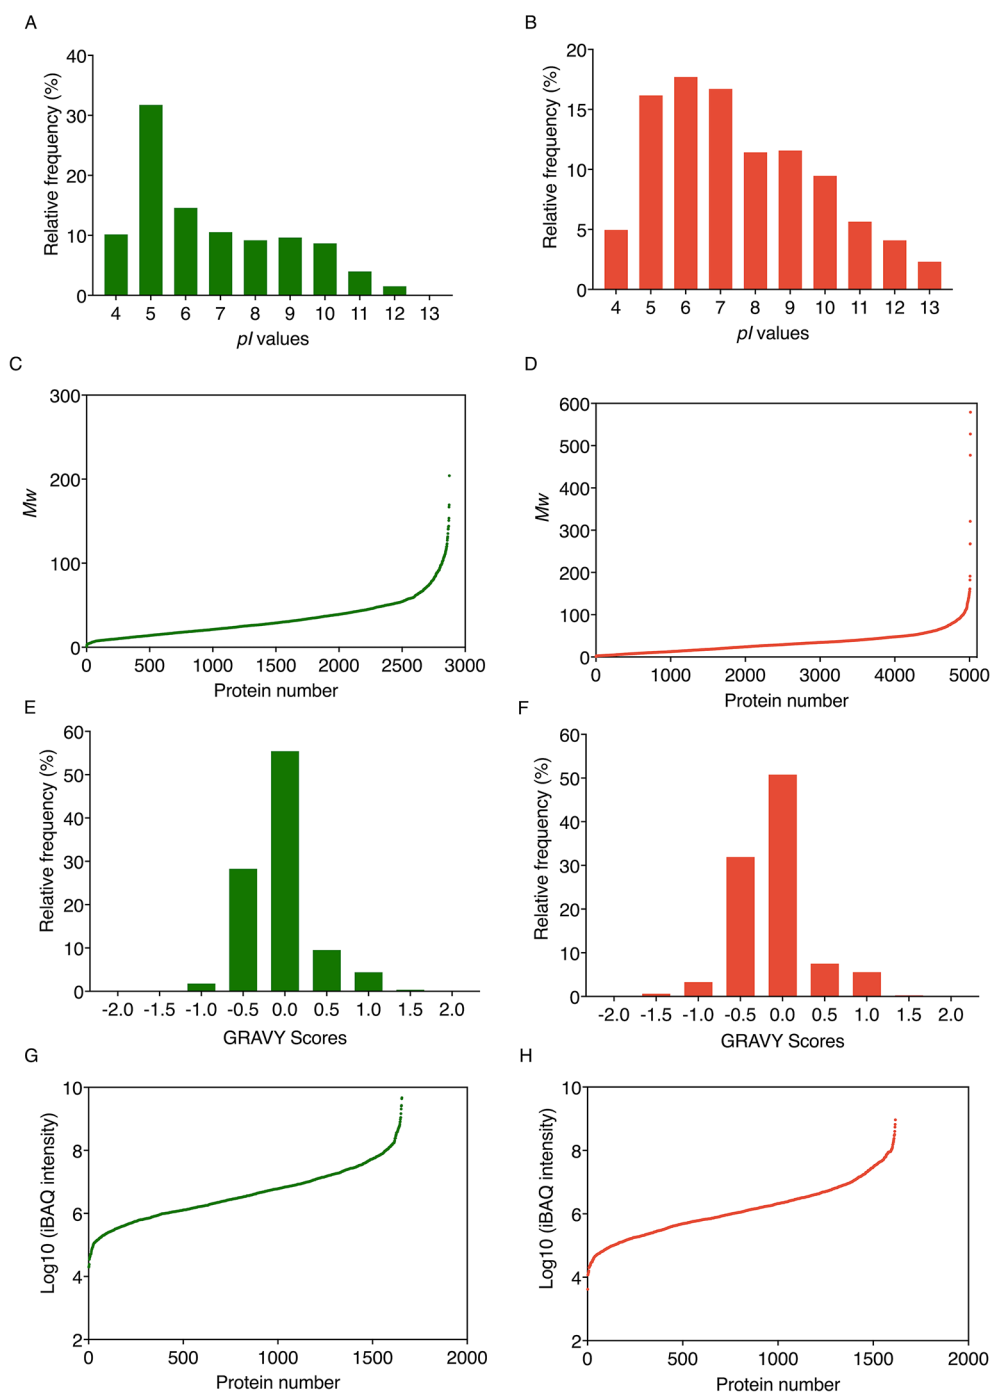 A
B
Relative frequency (%)
40
30
20
10
0
4 5 6 7 8 9 10 11 12 13
pI values
Relative frequency (%)
20
15
10
5
0
4 5 6 7 8 9 10 11 12 13
pI values
C
D
Mw
300
200
100
0
0 500 1000 1500 2000 2500 3000
Protein number
Mw
600
500
400
300
200
100
0
0 1000 2000 3000 4000 5000
Protein number
E
F
Relative frequency (%)
60
50
40
30
20
10
0
-2.0 -1.5 -1.0 -0.5 0.0 0.5 1.0 1.5 2.0
GRAVY Scores
Relative frequency (%)
60
50
40
30
20
10
0
-2.0 -1.5 -1.0 -0.5 0.0 0.5 1.0 1.5 2.0
GRAVY Scores
G
H
Log10 (iBAQ intensity)
10
8
6
4
2
0 500 1000 1500 2000
Protein number
Log10 (iBAQ intensity)
10
8
6
4
2
0 500 1000 1500 2000
Protein number